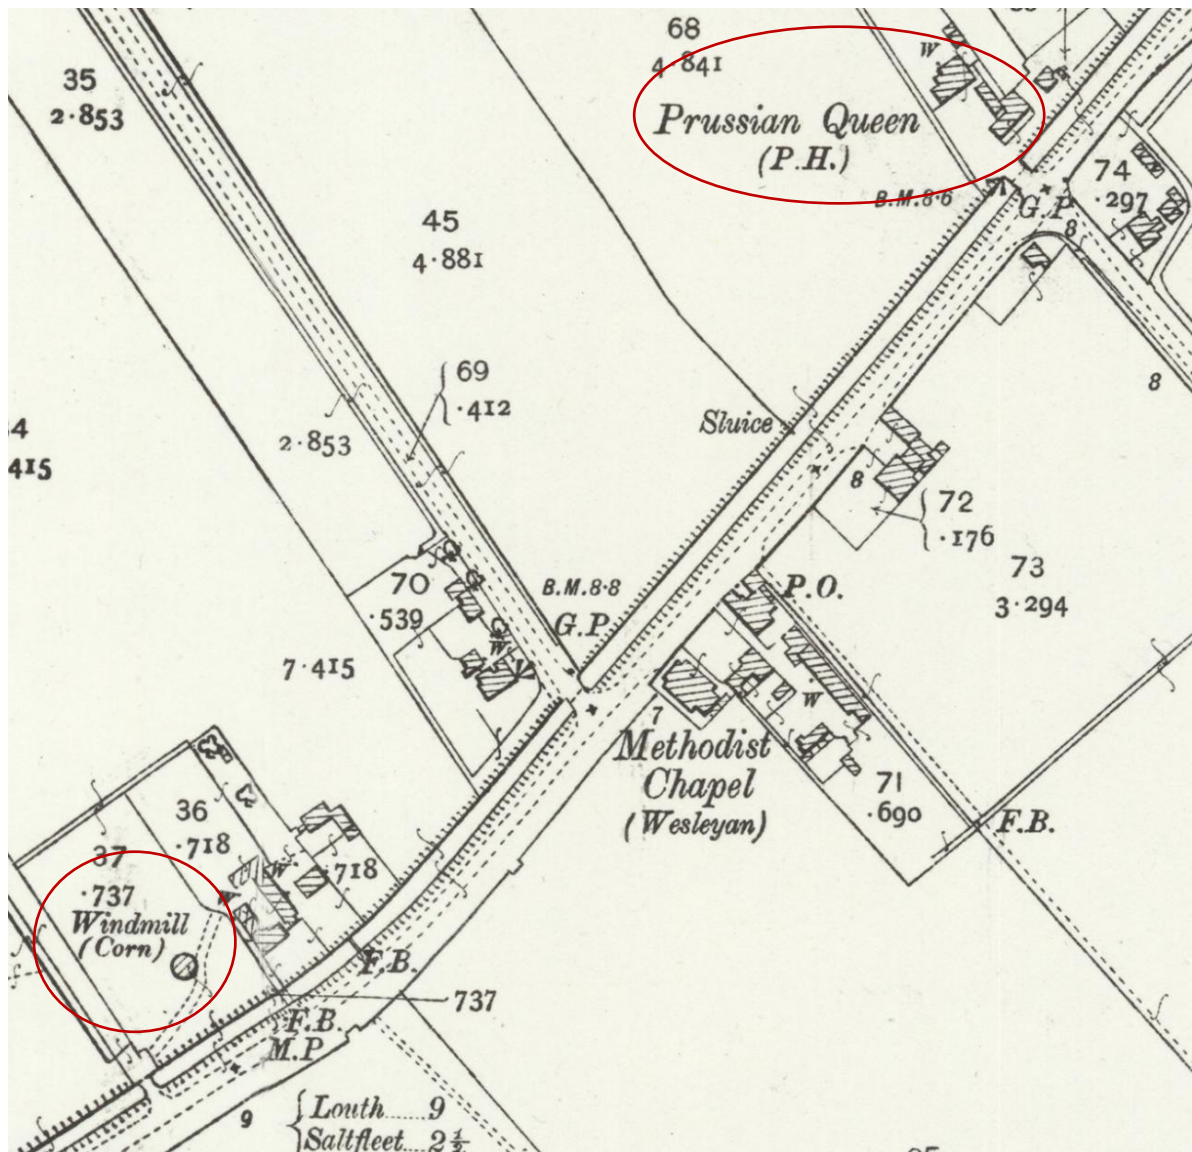 68
4·841
Prussian Queen
(P.H.)
W
35
2·853
74
·297
B.M.8·6
G.P
8
45
4·881
8
69
·412
Sluice
2·853
4
415
8
72
·176
73
3·294
70
·539
B.M.8·8
G.P.
P.O.
W
7·415
W
7
Methodist
Chapel
(Wesleyan)
71
·690
F.B.
36
·718
37
·737
W
718
W
Windmill
(Corn)
F.B.
737
F.B.
M.P
9
Louth......9
Saltfleet....2½